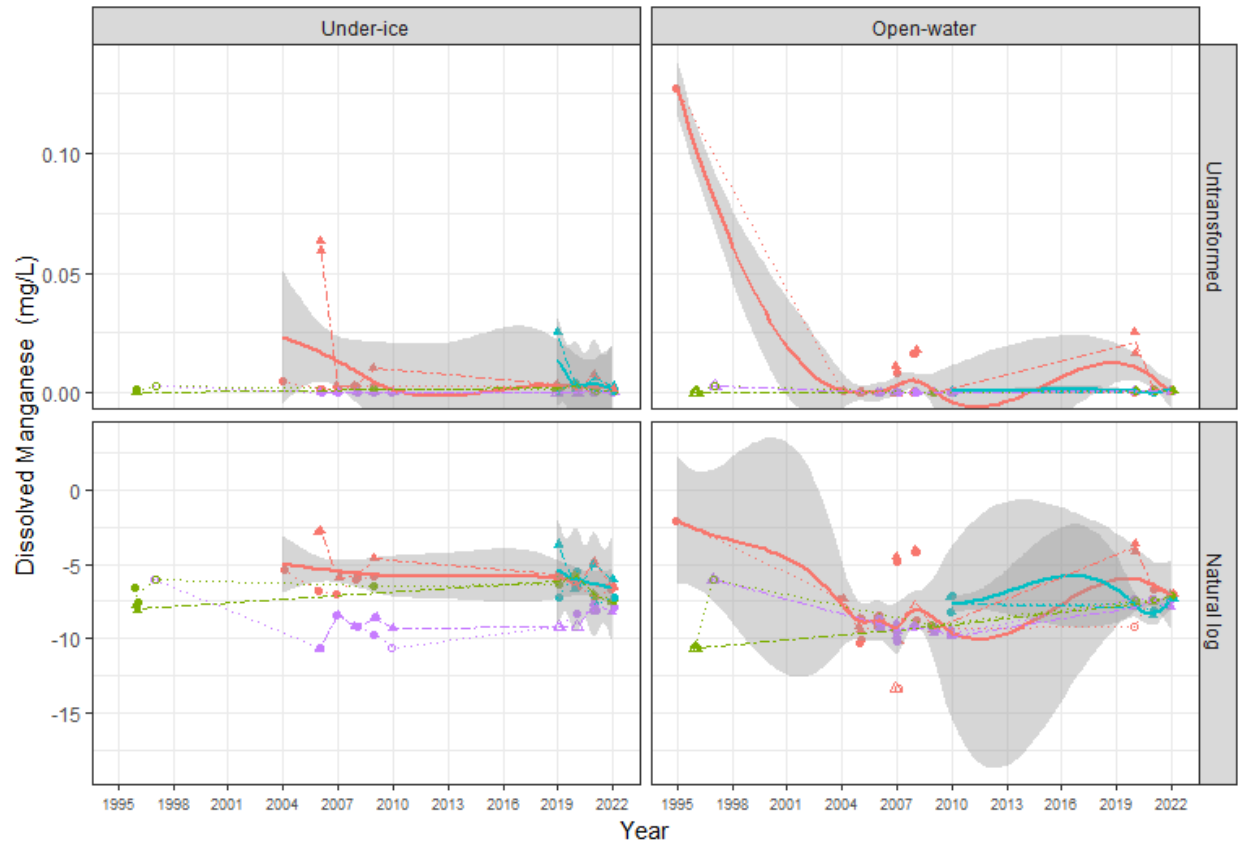 Under-ice Open-water
Dissolved Manganese (mg/L)
0.10
0.05
0.00
Untransformed
0
-5
-10
-15
Natural log
1995 1998 2001 2004 2007 2010 2013 2016 2019 2022 1995 1998 2001 2004 2007 2010 2013 2016 2019 2022
Year